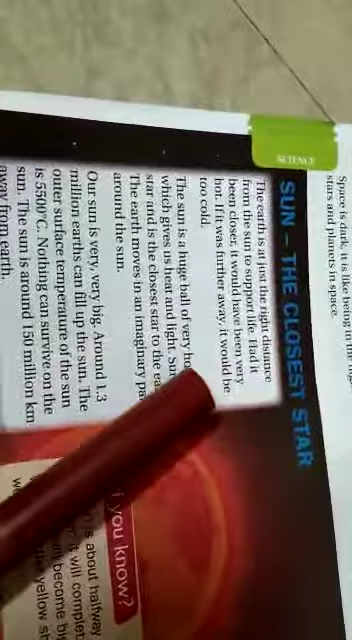 Space is dark, it is like being in the
stars and planets in space.
SCIENCE
SUN – THE CLOSEST STAR
The earth is at just the right distance
from the sun to support life. Had it
been closer, it would have been very
hot. If it was further away, it would be
too cold.
The sun is a huge ball of very
which gives us heat and light. Sun
star and is the closest star to the
The earth moves in an imaginary
around the sun.
Our sun is very, very big. Around 1.3
million earths can fill up the sun. The
outer surface temperature of the sun
is 5500°C. Nothing can survive on the
sun. The sun is around 150 million km
away from earth.
you know?
is about halfway
it will
become
yellow